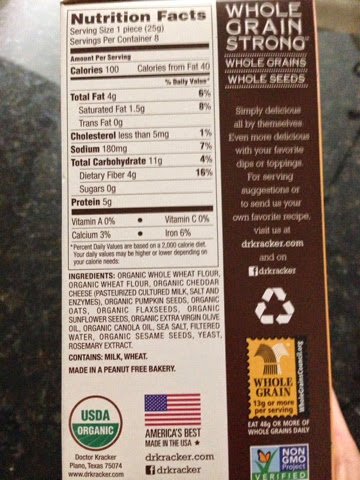 Nutrition Facts
Serving Size 1 piece (25g)
Servings Per Container 8
Amount Per Serving
Calories 100 Calories from Fat 40
% Daily Value*
Total Fat 4g 6%
Saturated Fat 1.5g 8%
Trans Fat 0g
Cholesterol less than 5mg 1%
Sodium 180mg 7%
Total Carbohydrate 11g 4%
Dietary Fiber 4g 16%
Sugars 0g
Protein 5g
Vitamin A 0% • Vitamin C 0%
Calcium 3% • Iron 6%
*Percent Daily Values are based on a 2,000 calorie diet.
Your daily values may be higher or lower depending on
your calorie needs:
INGREDIENTS: ORGANIC WHOLE WHEAT FLOUR,
ORGANIC WHEAT FLOUR, ORGANIC CHEDDAR
CHEESE (PASTEURIZED CULTURED MILK, SALT AND
ENZYMES), ORGANIC PUMPKIN SEEDS, ORGANIC
OATS, ORGANIC FLAXSEEDS, ORGANIC
SUNFLOWER SEEDS, ORGANIC EXTRA VIRGIN OLIVE
OIL, ORGANIC CANOLA OIL, SEA SALT, FILTERED
WATER, ORGANIC SESAME SEEDS, YEAST,
ROSEMARY EXTRACT.
CONTAINS: MILK, WHEAT.
MADE IN A PEANUT FREE BAKERY.
USDA
ORGANIC
Doctor Kracker
Plano, Texas 75074
www.drkracker.com
AMERICA'S BEST
MADE IN THE USA ★
drkracker.com
drkracker
WHOLE
GRAIN
STRONG
WHOLE GRAINS
WHOLE SEEDS
Simply delicious
all by themselves.
Even more delicious
with your favorite
dips or toppings.
For serving
suggestions or
to send us your
own favorite recipe,
visit us at
drkracker.com
and on
drkracker
WHOLE
GRAIN
13g or more
per serving
WholeGrainsCouncil.org
EAT 48g OR MORE OF
WHOLE GRAINS DAILY
NON
GMO
Project
VERIFIED